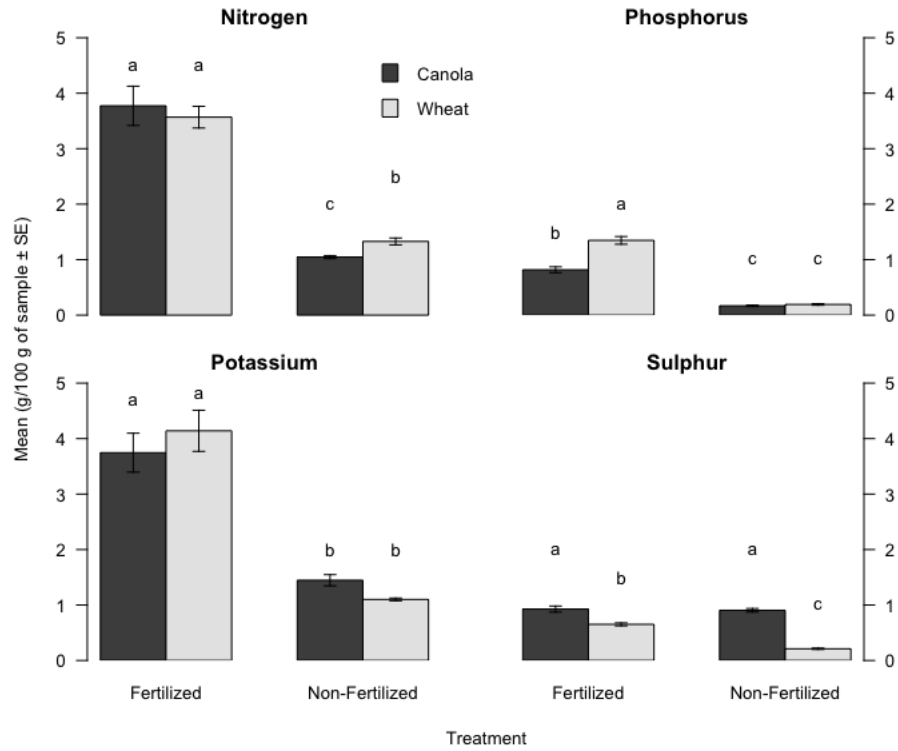 Nitrogen
Phosphorus
5
4
3
2
1
0
a
a
c
b
Canola
Wheat
b
a
c
c
5
4
3
2
1
0
Mean (g/100 g of sample ± SE)
Potassium
Sulphur
5
4
3
2
1
0
a
a
b
b
a
b
a
c
5
4
3
2
1
0
Fertilized
Non-Fertilized
Fertilized
Non-Fertilized
Treatment